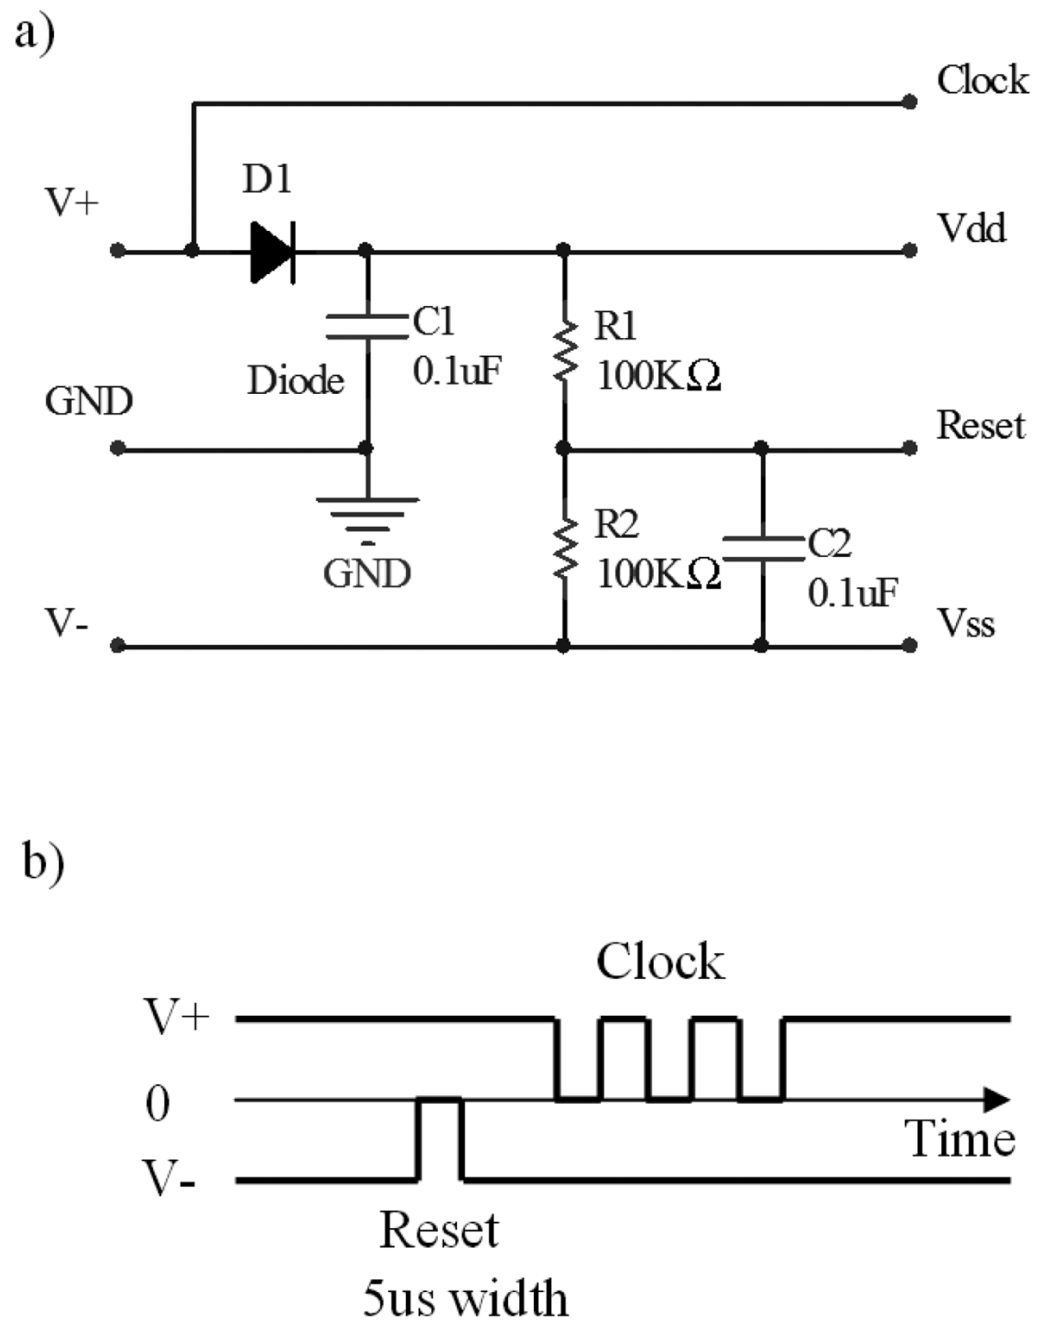 a)
Clock
D1
V+
Vdd
C1
0.1uF
R1
100KΩ
Diode
GND
Reset
R2
100KΩ
C2
0.1uF
GND
V-
Vss
b)
Clock
V+
0
Time
V-
Reset
5us width